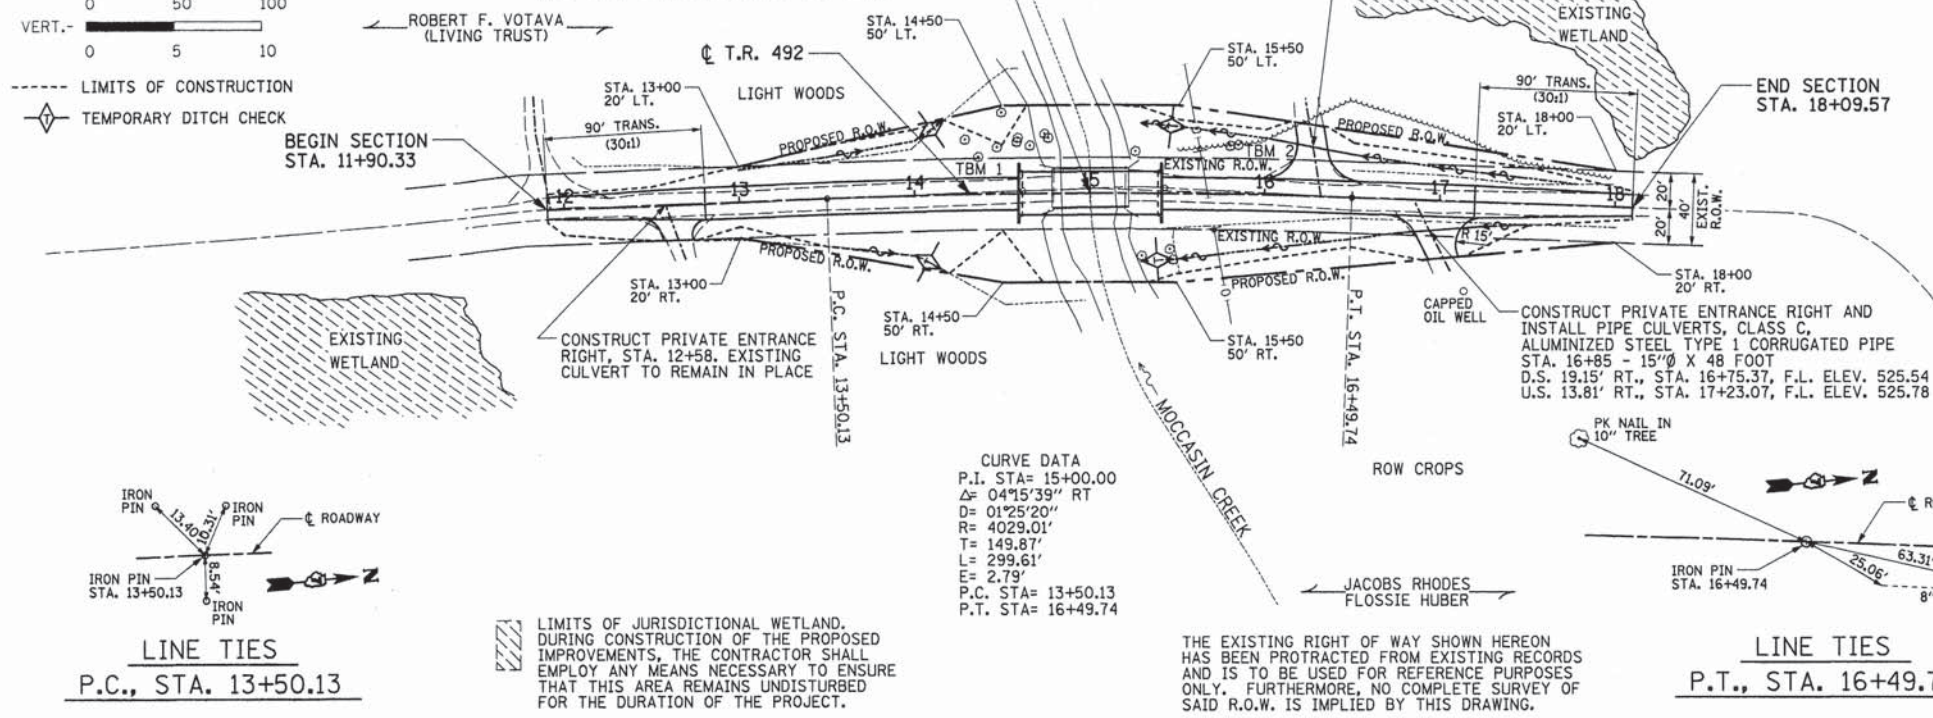 0 50 100
VERT.-
0 5 10
LIMITS OF CONSTRUCTION
TEMPORARY DITCH CHECK
ROBERT F. VOTAVA
(LIVING TRUST)
BEGIN SECTION
STA. 11+90.33
90' TRANS.
(30:1)
STA. 13+00
20' LT.
℄ T.R. 492
LIGHT WOODS
STA. 14+50
50' LT.
STA. 15+50
50' LT.
EXISTING
WETLAND
90' TRANS.
(30:1)
STA. 18+00
20' LT.
END SECTION
STA. 18+09.57
PROPOSED R.O.W.
PROPOSED R.O.W.
TBM 1
TBM 2
EXISTING R.O.W.
12
13
14
15
16
17
18
20'
20'
40'
EXIST.
R.O.W.
EXISTING R.O.W.
R 15'
PROPOSED R.O.W.
PROPOSED R.O.W.
STA. 13+00
20' RT.
STA. 14+50
50' RT.
LIGHT WOODS
STA. 15+50
50' RT.
STA. 18+00
20' RT.
CAPPED
OIL WELL
EXISTING
WETLAND
CONSTRUCT PRIVATE ENTRANCE
RIGHT, STA. 12+58. EXISTING
CULVERT TO REMAIN IN PLACE
P.C. STA. 13+50.13
P.T. STA. 16+49.74
CONSTRUCT PRIVATE ENTRANCE RIGHT AND
INSTALL PIPE CULVERTS, CLASS C,
ALUMINIZED STEEL TYPE 1 CORRUGATED PIPE
STA. 16+85 - 15"Ø X 48 FOOT
D.S. 19.15' RT., STA. 16+75.37, F.L. ELEV. 525.54
U.S. 13.81' RT., STA. 17+23.07, F.L. ELEV. 525.78
MOCCASIN CREEK
CURVE DATA
P.I. STA= 15+00.00
Δ= 04°15'39" RT
D= 01°25'20"
R= 4029.01'
T= 149.87'
L= 299.61'
E= 2.79'
P.C. STA= 13+50.13
P.T. STA= 16+49.74
ROW CROPS
JACOBS RHODES
FLOSSIE HUBER
IRON
PIN
IRON
PIN
13.40'
10.31'
8.54'
℄ ROADWAY
IRON PIN
STA. 13+50.13
IRON
PIN
N
LINE TIES
P.C., STA. 13+50.13
LIMITS OF JURISDICTIONAL WETLAND.
DURING CONSTRUCTION OF THE PROPOSED
IMPROVEMENTS, THE CONTRACTOR SHALL
EMPLOY ANY MEANS NECESSARY TO ENSURE
THAT THIS AREA REMAINS UNDISTURBED
FOR THE DURATION OF THE PROJECT.
THE EXISTING RIGHT OF WAY SHOWN HEREON
HAS BEEN PROTRACTED FROM EXISTING RECORDS
AND IS TO BE USED FOR REFERENCE PURPOSES
ONLY. FURTHERMORE, NO COMPLETE SURVEY OF
SAID R.O.W. IS IMPLIED BY THIS DRAWING.
PK NAIL IN
10" TREE
71.09'
N
℄ R
63.31'
25.06'
8"
IRON PIN
STA. 16+49.74
LINE TIES
P.T., STA. 16+49.7